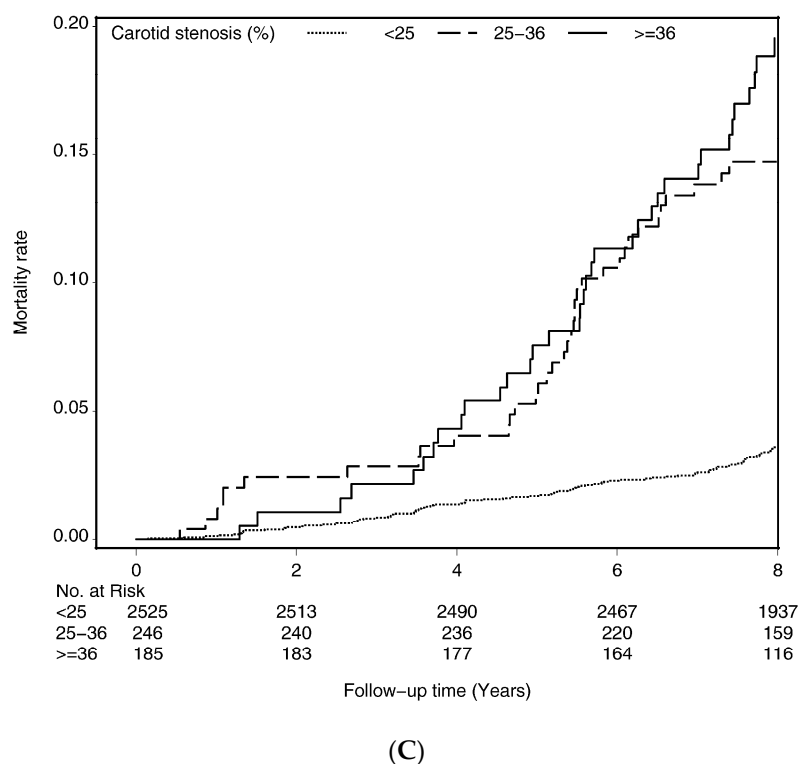 Carotid stenosis (%) <25 25−36 >=36
0.20
0.15
0.10
0.05
0.00
Mortality rate
0 2 4 6 8
No. at Risk
<25 2525 2513 2490 2467 1937
25−36 246 240 236 220 159
>=36 185 183 177 164 116
Follow−up time (Years)
(C)